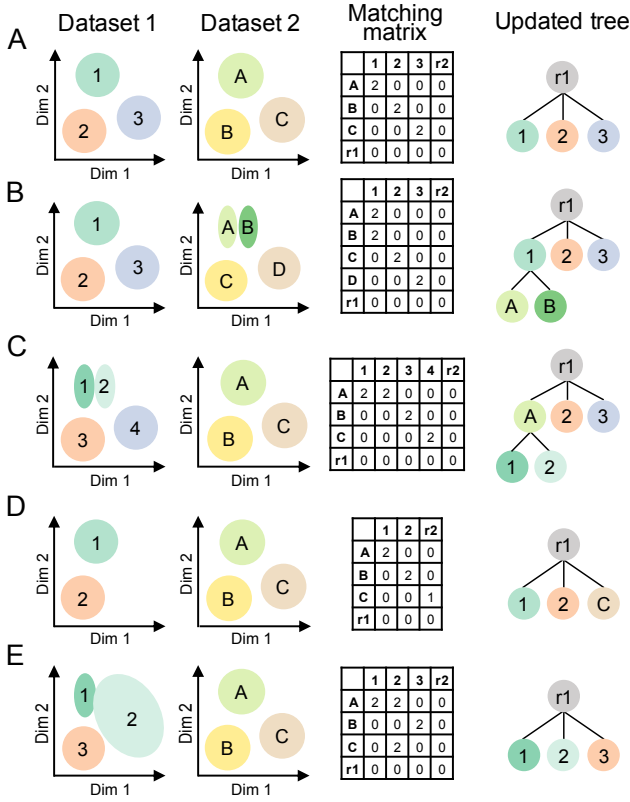 Dataset 1
Dataset 2
Matching
matrix
Updated tree
A
Dim 2
1
2
3
Dim 1
Dim 2
A
B
C
Dim 1
1 2 3 r2
A 2 0 0 0
B 0 2 0 0
C 0 0 2 0
r1 0 0 0 0
r1
1 2 3
B
Dim 2
1
2
3
Dim 1
Dim 2
A B
C
D
Dim 1
1 2 3 r2
A 2 0 0 0
B 2 0 0 0
C 0 2 0 0
D 0 0 2 0
r1 0 0 0 0
r1
1 2 3
A B
C
Dim 2
1 2
3
4
Dim 1
Dim 2
A
B
C
Dim 1
1 2 3 4 r2
A 2 2 0 0 0
B 0 0 2 0 0
C 0 0 0 2 0
r1 0 0 0 0 0
r1
A 2 3
1 2
D
Dim 2
1
2
Dim 1
Dim 2
A
B
C
Dim 1
1 2 r2
A 2 0 0
B 0 2 0
C 0 0 1
r1 0 0 0
r1
1 2 C
E
Dim 2
1
2
3
Dim 1
Dim 2
A
B
C
Dim 1
1 2 3 r2
A 2 2 0 0
B 0 0 2 0
C 0 2 0 0
r1 0 0 0 0
r1
1 2 3